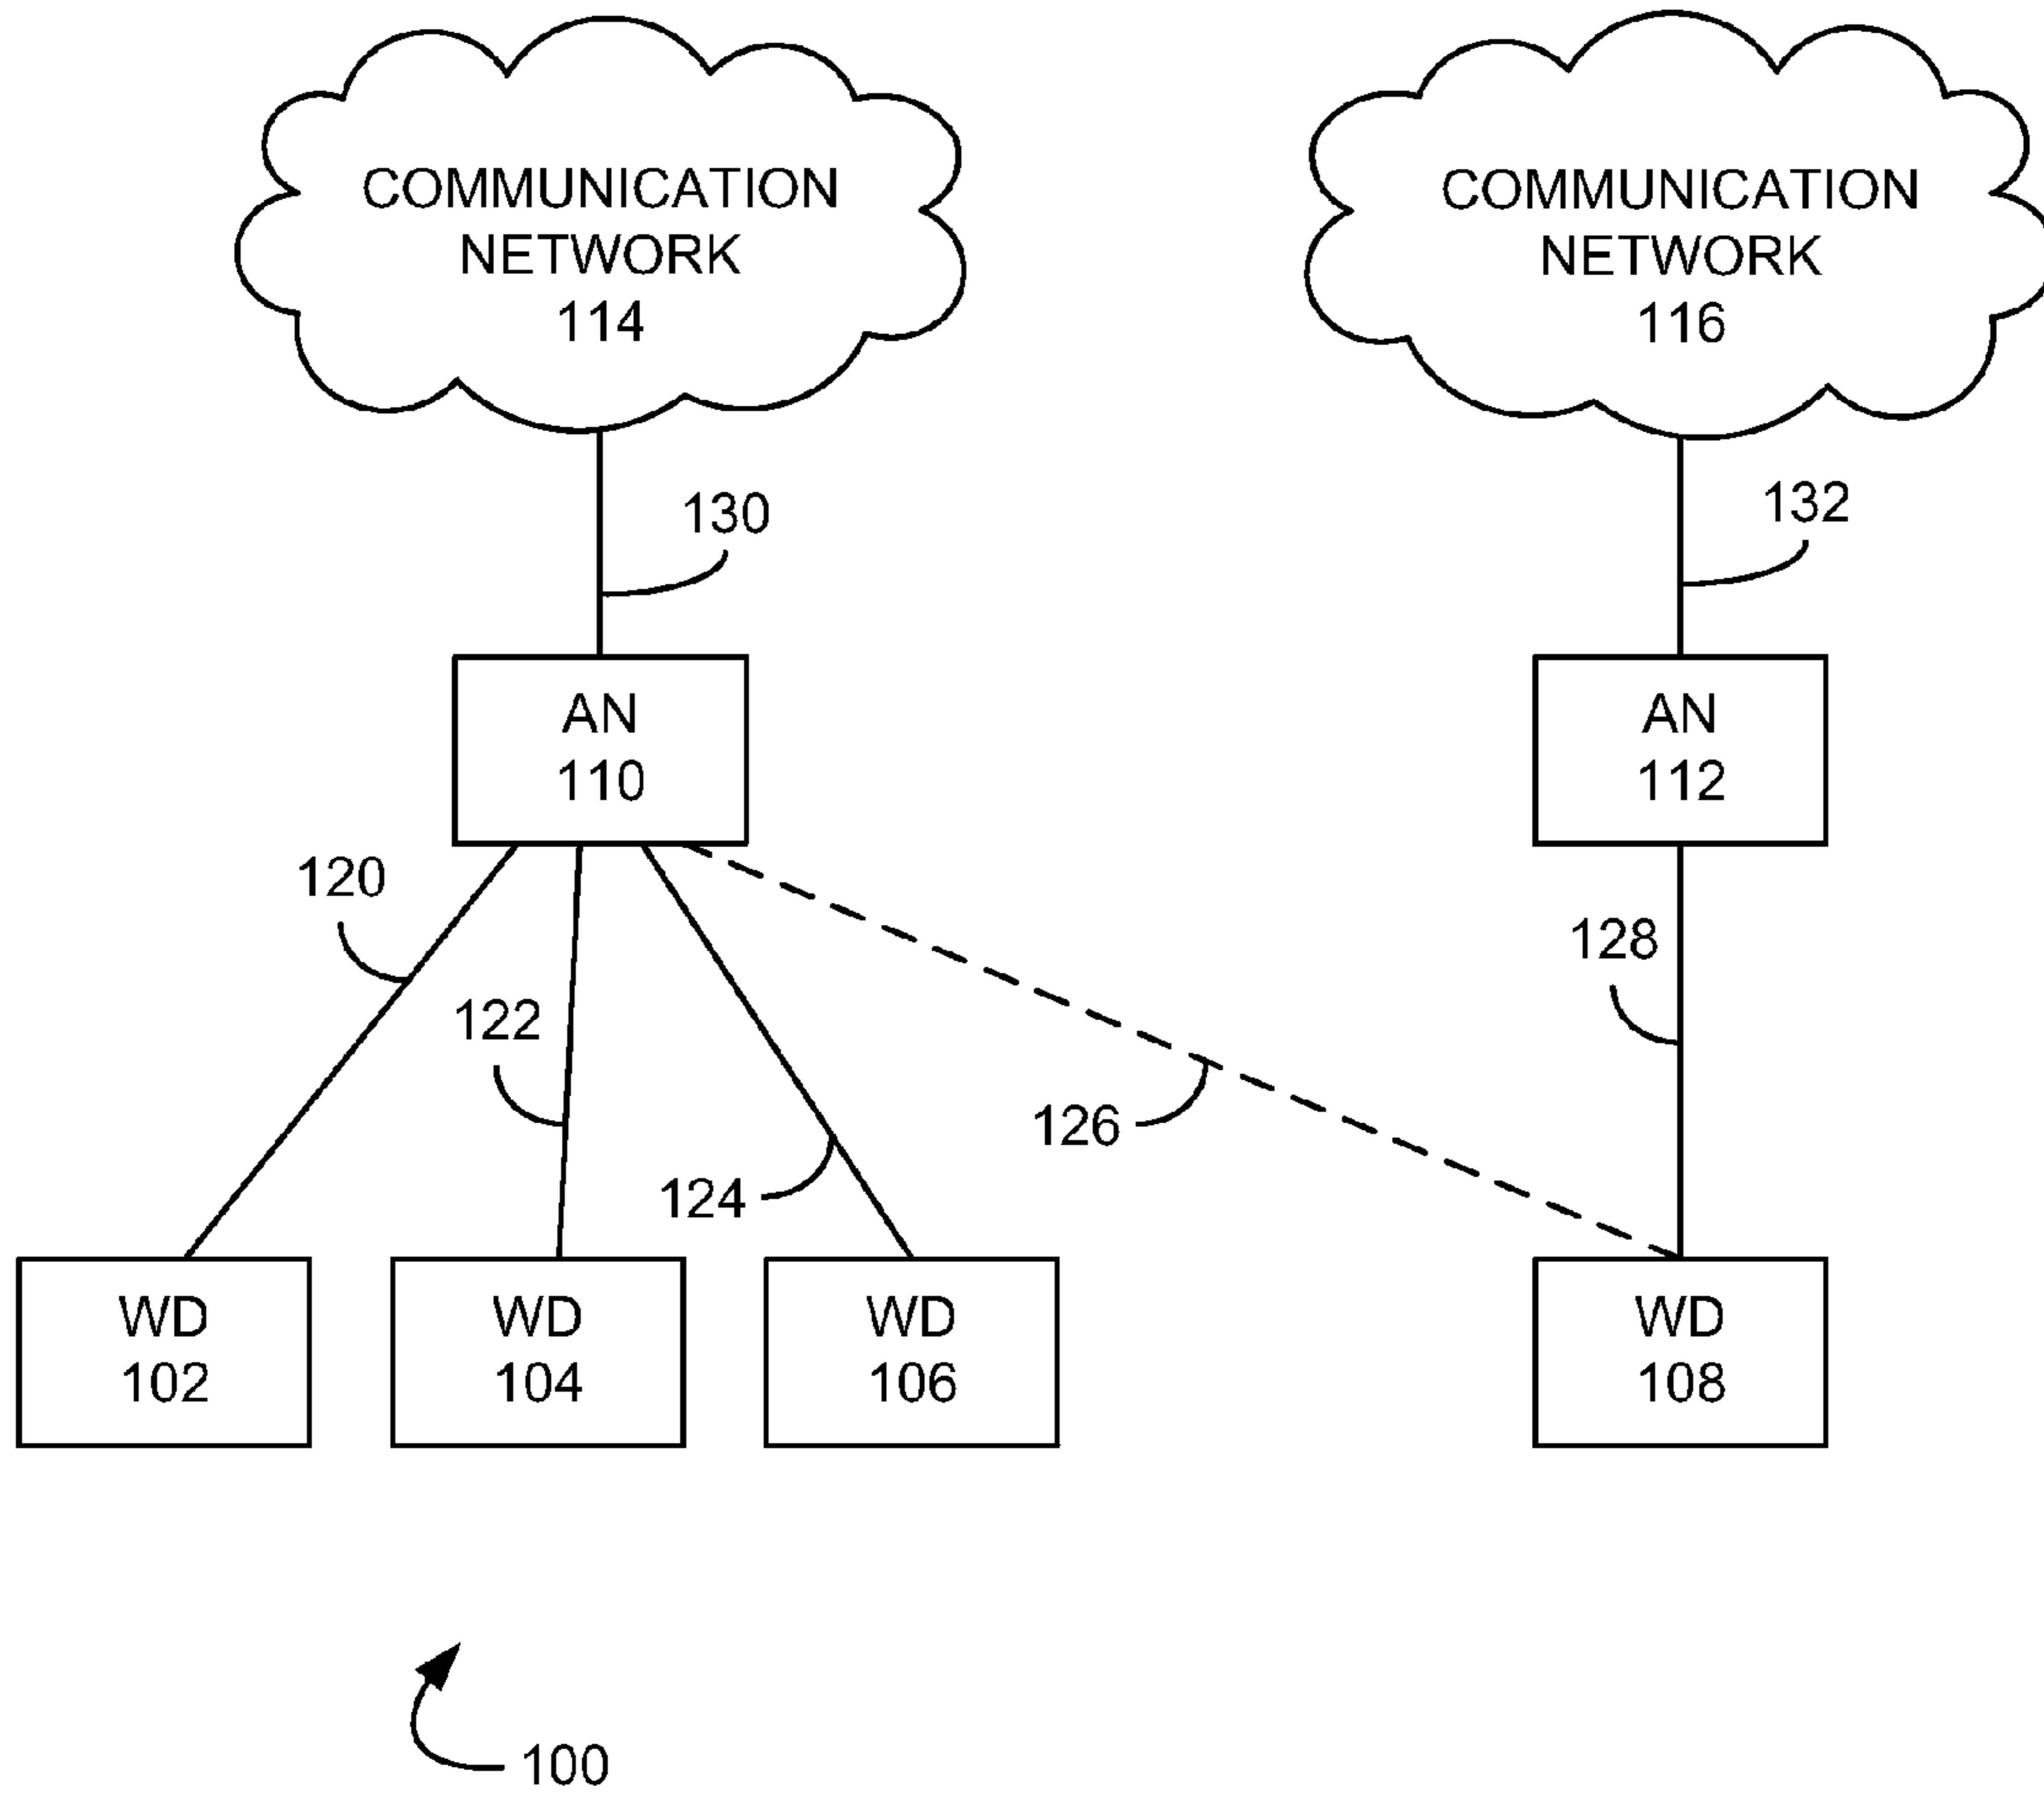 COMMUNICATION
NETWORK
114
COMMUNICATION
NETWORK
116
130
132
AN
110
AN
112
120
122
124
126
128
WD
102
WD
104
WD
106
WD
108
100